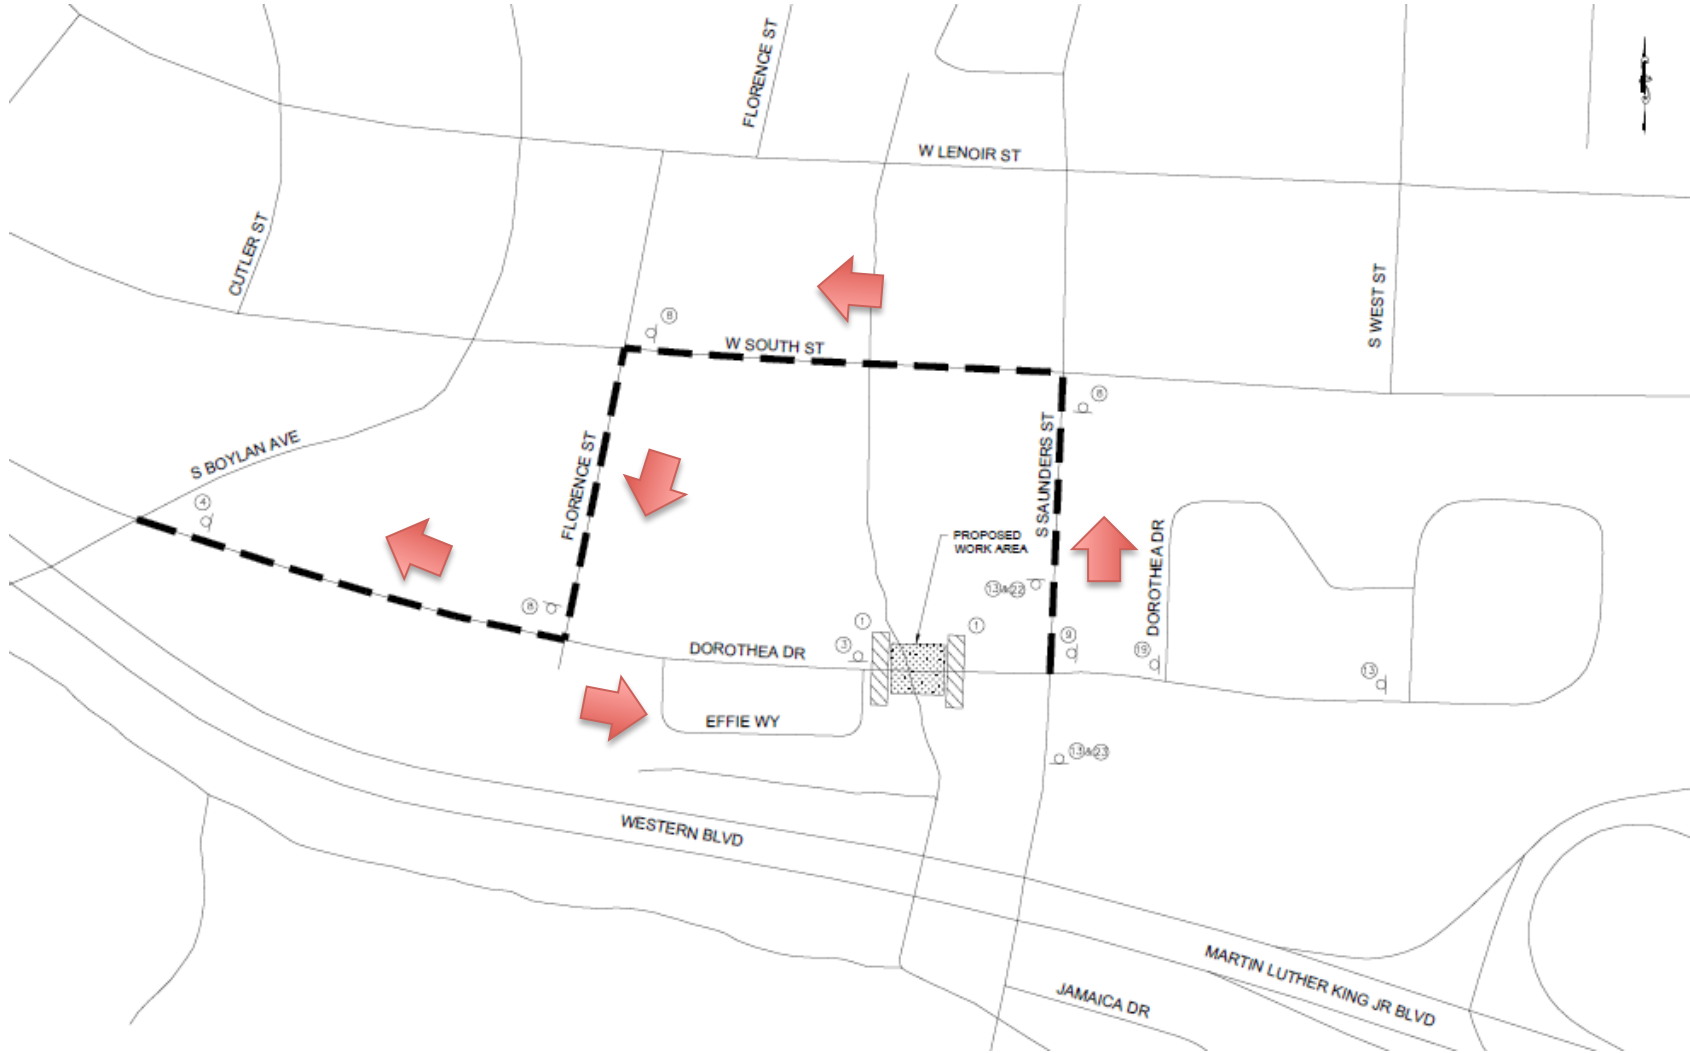 FLORENCE ST
W LENOIR ST
CUTLER ST
S WEST ST
8
W SOUTH ST
8
S BOYLAN AVE
4
FLORENCE ST
S SAUNDERS ST
PROPOSED
WORK AREA
DOROTHEA DR
13&22
8
1
1
3
9
19
13
DOROTHEA DR
EFFIE WY
13&23
WESTERN BLVD
MARTIN LUTHER KING JR BLVD
JAMAICA DR